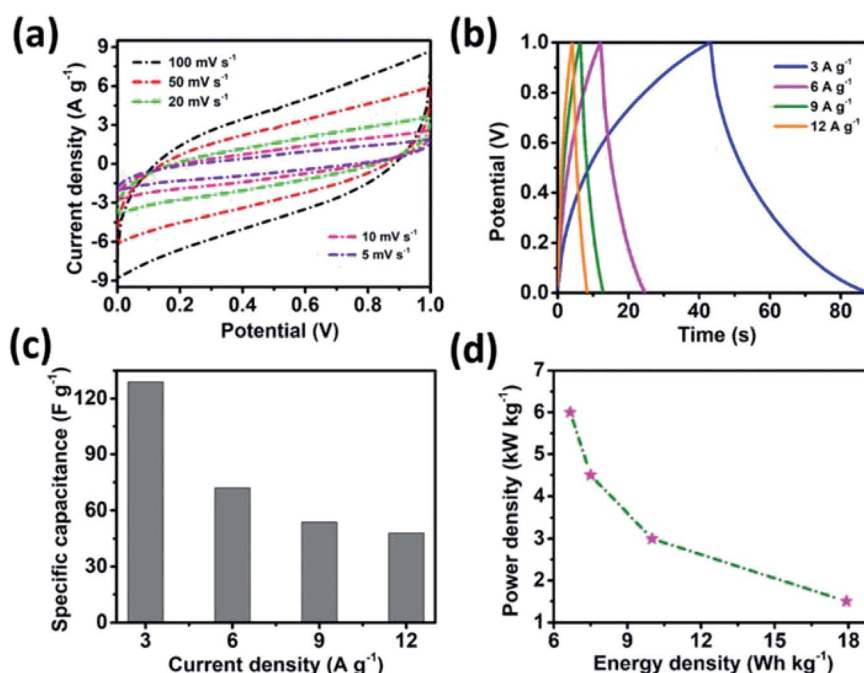 (a)
Current density (A g-1)
9
6
3
0
-3
-6
-9
100 mV s-1
50 mV s-1
20 mV s-1
10 mV s-1
5 mV s-1
0.0 0.2 0.4 0.6 0.8 1.0
Potential (V)
(b)
Potential (V)
1.0
0.8
0.6
0.4
0.2
0.0
3 A g-1
6 A g-1
9 A g-1
12 A g-1
0 20 40 60 80
Time (s)
(c)
Specific capacitance (F g-1)
120
90
60
30
0
3 6 9 12
Current density (A g-1)
(d)
Power density (kW kg-1)
7
6
5
4
3
2
1
6 9 12 15 18
Energy density (Wh kg-1)